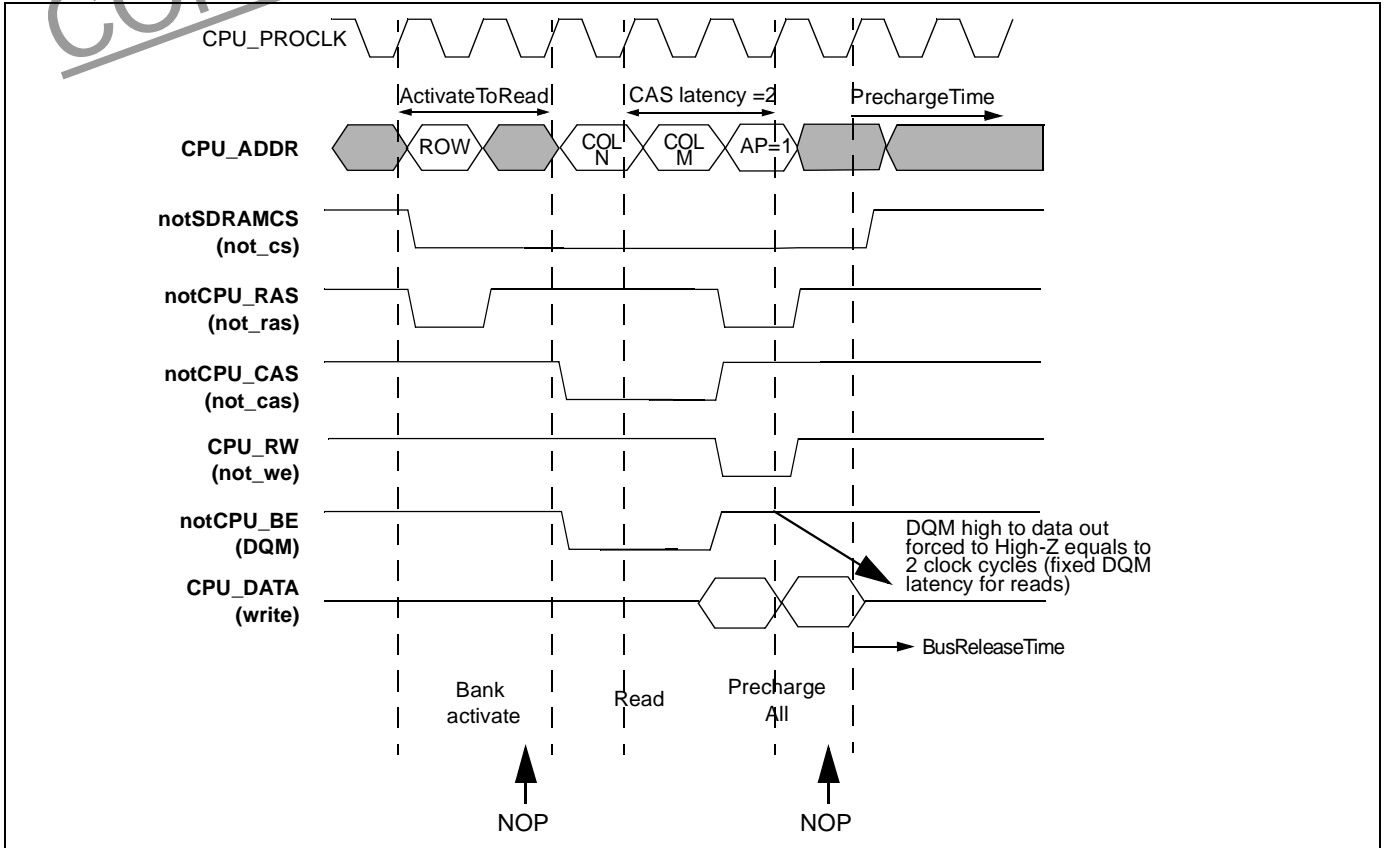 CPU_PROCLK
ActivateToRead
CAS latency =2
PrechargeTime
CPU_ADDR
ROW
COL
N
COL
M
AP=1
notSDRAMCS
(not_cs)
notCPU_RAS
(not_ras)
notCPU_CAS
(not_cas)
CPU_RW
(not_we)
notCPU_BE
(DQM)
DQM high to data out
forced to High-Z equals to
2 clock cycles (fixed DQM
latency for reads)
CPU_DATA
(write)
BusReleaseTime
Bank
activate
Read
Precharge
All
NOP
NOP